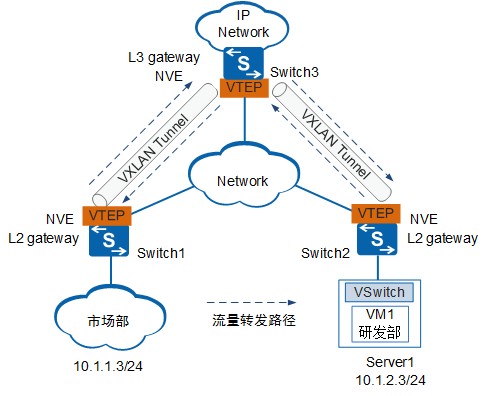 IP
Network
L3 gateway
NVE
S
Switch3
VTEP
VXLAN Tunnel
VXLAN Tunnel
Network
NVE
VTEP
L2 gateway
S
Switch1
VTEP
NVE
S
L2 gateway
Switch2
市场部
10.1.1.3/24
流量转发路径
VSwitch
VM1
研发部
Server1
10.1.2.3/24